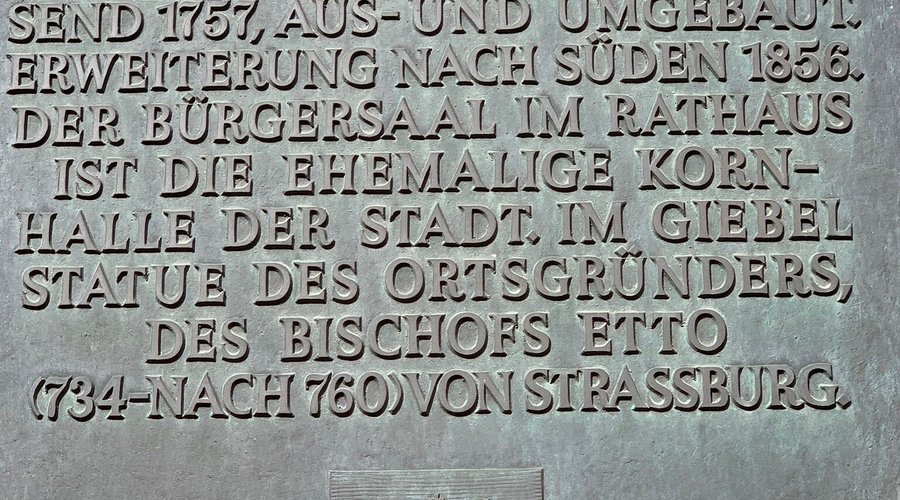 SEND 1757, AUS- UND UMGEBAUT.
ERWEITERUNG NACH SÜDEN 1856.
DER BÜRGERSAAL IM RATHAUS
IST DIE EHEMALIGE KORN-
HALLE DER STADT. IM GIEBEL
STATUE DES ORTSGRÜNDERS,
DES BISCHOFS ETTO
(734-NACH 760) VON STRASSBURG.